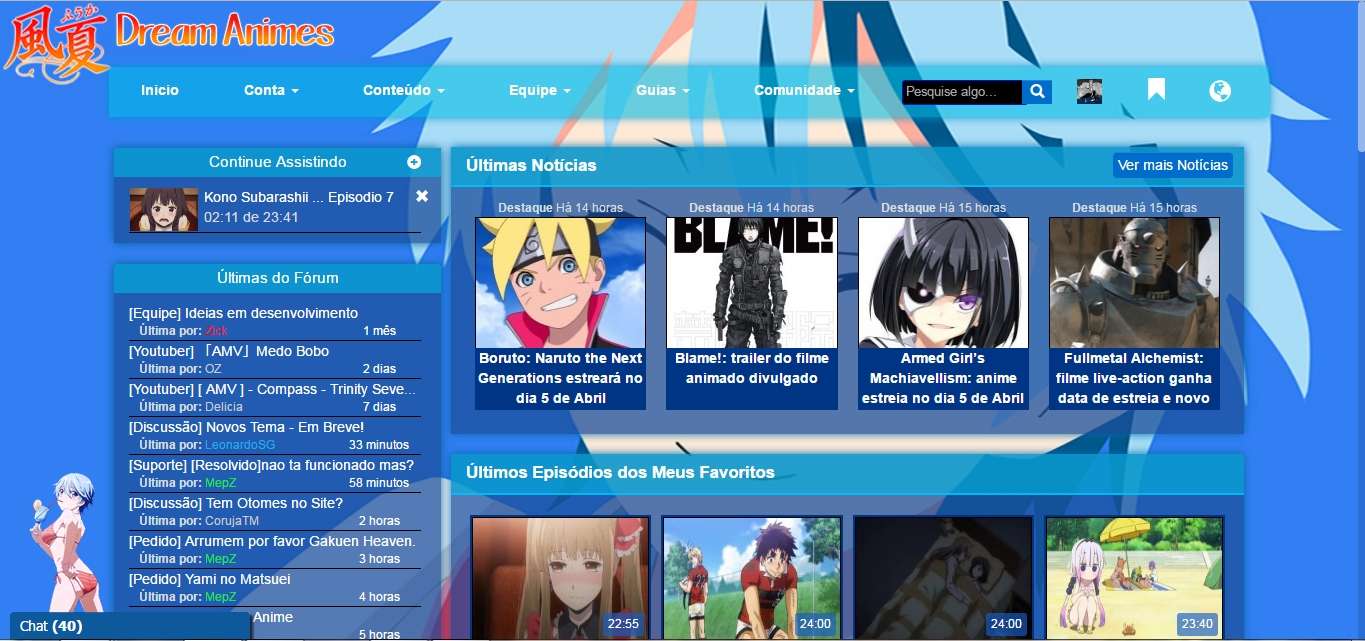 風夏
ふうか
Dream Animes
Inicio
Conta
Conteúdo
Equipe
Guias
Comunidade
Pesquise algo...
Continue Assistindo
Kono Subarashii ... Episodio 7
02:11 de 23:41
Últimas do Fórum
[Equipe] Ideias em desenvolvimento
Última por: Zick 1 mês
[Youtuber] 「AMV」Medo Bobo
Última por: OZ 2 dias
[Youtuber] [ AMV ] - Compass - Trinity Seve...
Última por: Delicia 7 dias
[Discussão] Novos Tema - Em Breve!
Última por: LeonardoSG 33 minutos
[Suporte] [Resolvido]nao ta funcionado mas?
Última por: MepZ 58 minutos
[Discussão] Tem Otomes no Site?
Última por: CorujaTM 2 horas
[Pedido] Arrumem por favor Gakuen Heaven.
Última por: MepZ 3 horas
[Pedido] Yami no Matsuei
Última por: MepZ 4 horas
Anime
5 horas
Chat (40)
Últimas Notícias
Ver mais Notícias
Destaque Há 14 horas
Boruto: Naruto the Next
Generations estreará no
dia 5 de Abril
Destaque Há 14 horas
BLAME!
Blame!: trailer do filme
animado divulgado
Destaque Há 15 horas
Armed Girl's
Machiavellism: anime
estreia no dia 5 de Abril
Destaque Há 15 horas
Fullmetal Alchemist:
filme live-action ganha
data de estreia e novo
Últimos Episódios dos Meus Favoritos
22:55
24:00
24:00
23:40